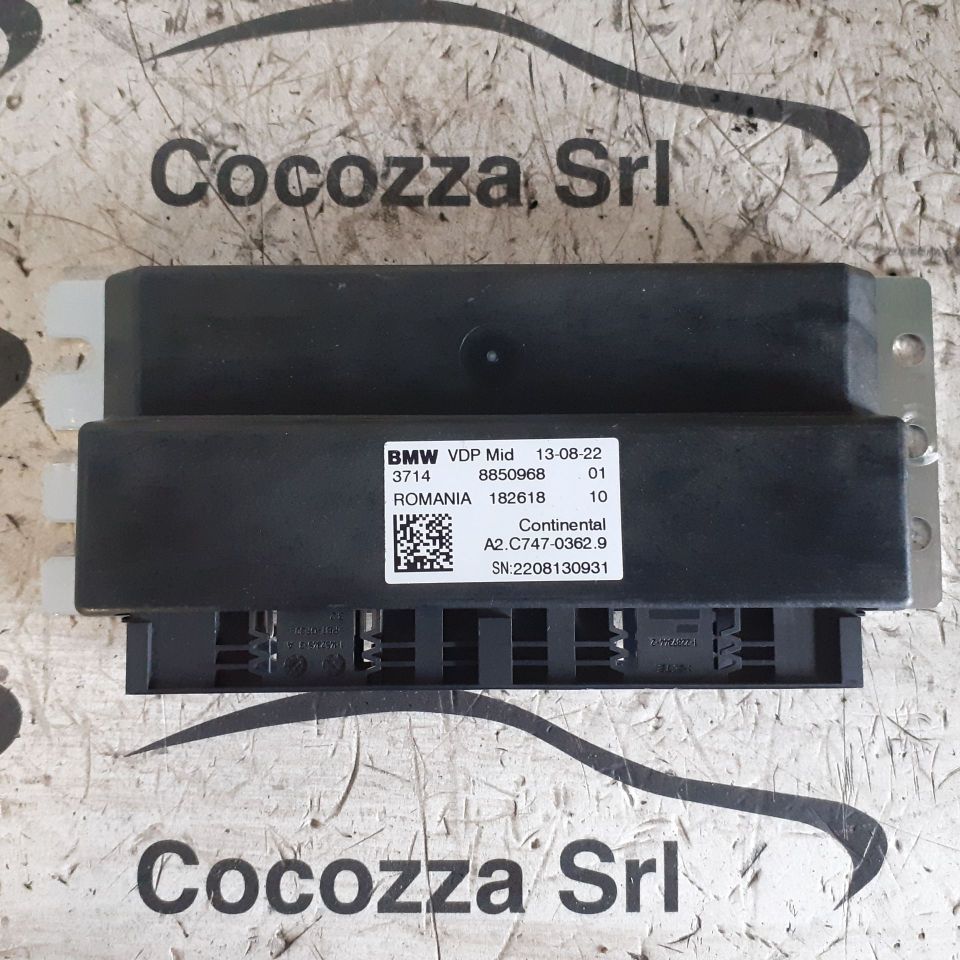 Cocozza Srl
BMW VDP Mid 13-08-22
3714 8850968 01
ROMANIA 182618 10
Continental
A2.C747-0362.9
SN:2208130931
Cocozza Srl